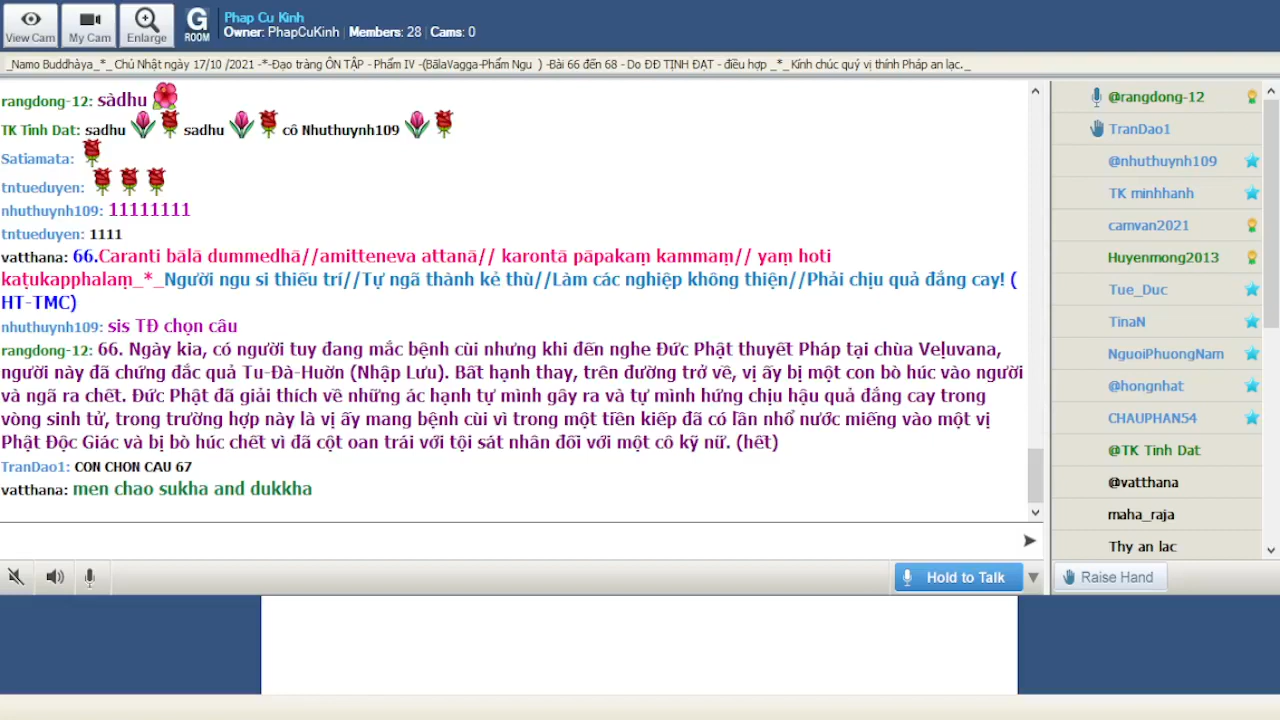 View Cam
My Cam
Enlarge
G
ROOM
Phap Cu Kinh
Owner: PhapCuKinh | Members: 28 | Cams: 0
_Namo Buddhàya_*_ Chủ Nhật ngày 17/10 /2021 -*-Đạo tràng ÔN TẬP - Phẩm IV -(BãlaVagga-Phẩm Ngu ) -Bài 66 đến 68 - Do ĐĐ TỊNH ĐẠT - điều hợp _*_Kính chúc quý vị thính Pháp an lạc._
rangdong-12: sàdhu
TK Tinh Dat: sadhu sadhu cô Nhuthuynh109
Satiamata:
tntueduyen:
nhuthuynh109: 11111111
tntueduyen: 1111
vatthana: 66.Caranti bālā dummedhā//amitteneva attanā// karontā pāpakaṃ kammaṃ// yaṃ hoti
kaṭukapphalaṃ_*_Người ngu si thiếu trí//Tự ngã thành kẻ thù//Làm các nghiệp không thiện//Phải chịu quả đắng cay! (
HT-TMC)
nhuthuynh109: sis TĐ chọn câu
rangdong-12: 66. Ngày kia, có người tuy đang mắc bệnh cùi nhưng khi đến nghe Đức Phật thuyết Pháp tại chùa Veḷuvana,
người này đã chứng đắc quả Tu-Đà-Huờn (Nhập Lưu). Bất hạnh thay, trên đường trở về, vị ấy bị một con bò húc vào người
và ngã ra chết. Đức Phật đã giải thích về những ác hạnh tự mình gây ra và tự mình hứng chịu hậu quả đắng cay trong
vòng sinh tử, trong trường hợp này là vị ấy mang bệnh cùi vì trong một tiền kiếp đã có lần nhổ nước miếng vào một vị
Phật Độc Giác và bị bò húc chết vì đã cột oan trái với tội sát nhân đối với một cô kỹ nữ. (hết)
TranDao1: CON CHON CAU 67
vatthana: men chao sukha and dukkha
Hold to Talk
@rangdong-12
TranDao1
@nhuthuynh109
TK minhhanh
camvan2021
Huyenmong2013
Tue_Duc
TinaN
NguoiPhuongNam
@hongnhat
CHAUPHAN54
@TK Tinh Dat
@vatthana
maha_raja
Thy an lac
Raise Hand